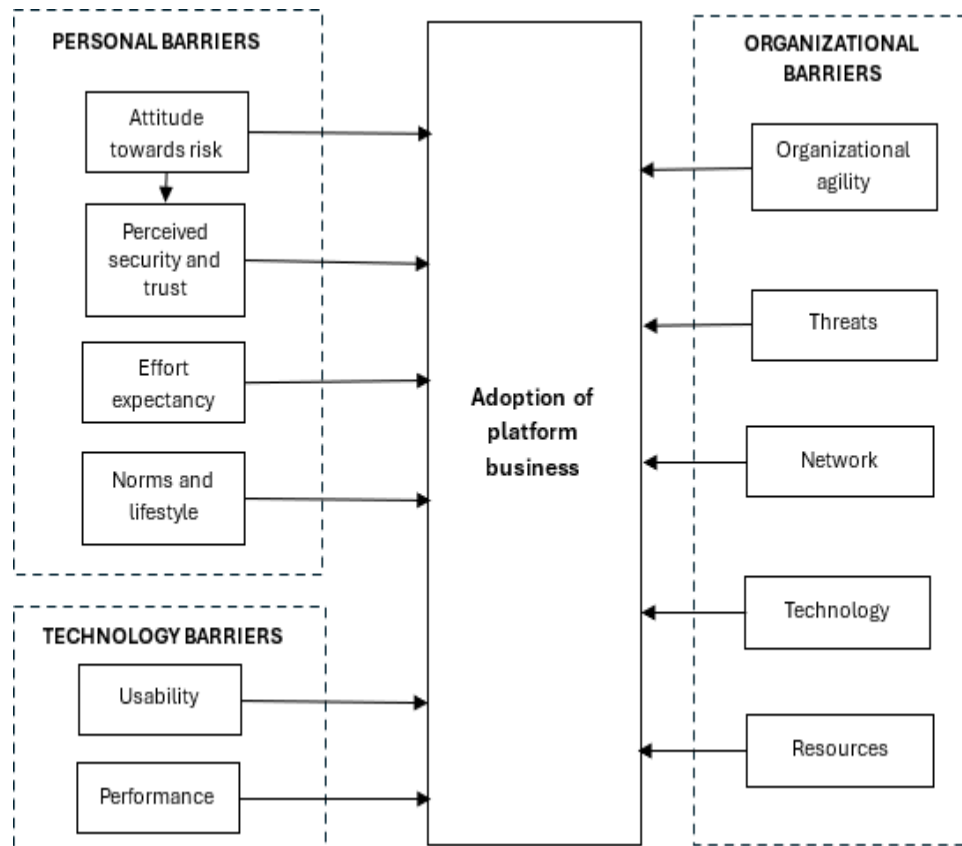 PERSONAL BARRIERS
Attitude
towards risk
Perceived
security and
trust
Effort
expectancy
Norms and
lifestyle
TECHNOLOGY BARRIERS
Usability
Performance
Adoption of
platform
business
ORGANIZATIONAL
BARRIERS
Organizational
agility
Threats
Network
Technology
Resources